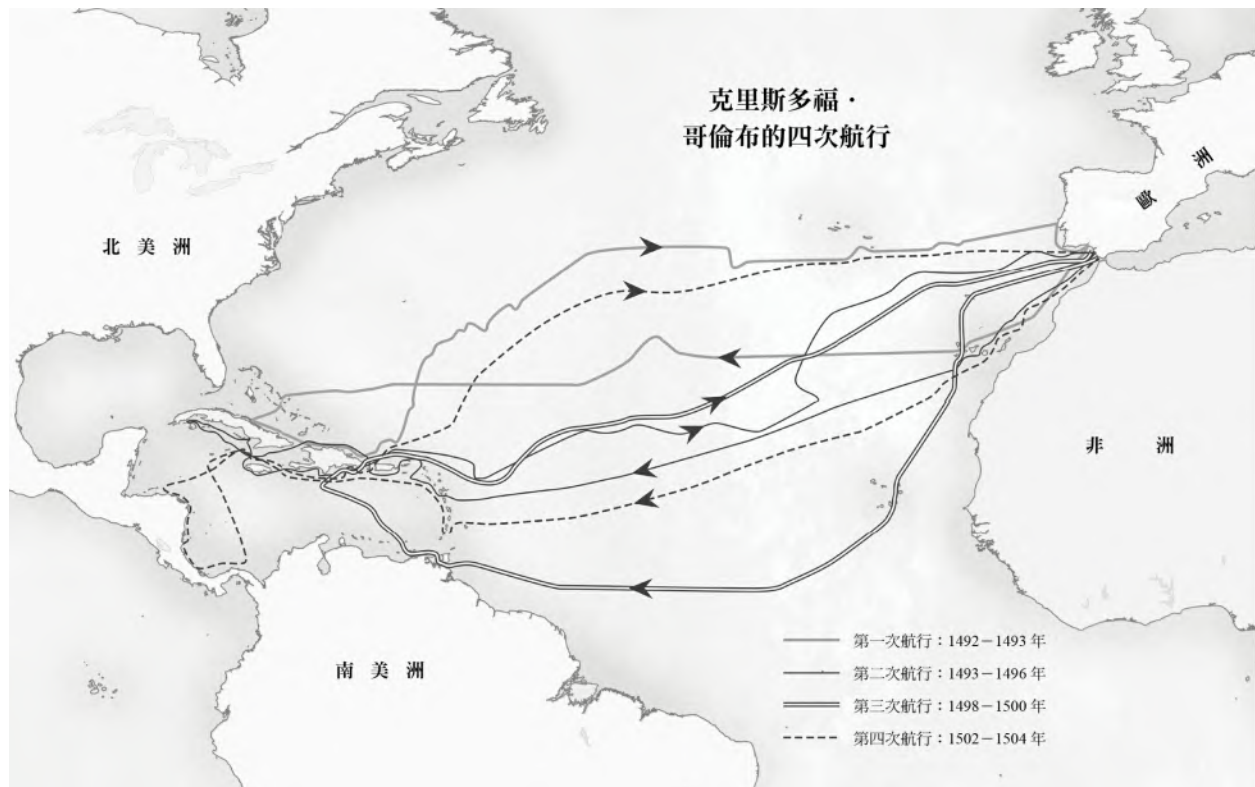 克里斯多福·
哥倫布的四次航行
北美洲
歐洲
非洲
南美洲
第一次航行：1492－1493 年
第二次航行：1493－1496 年
第三次航行：1498－1500 年
第四次航行：1502－1504 年